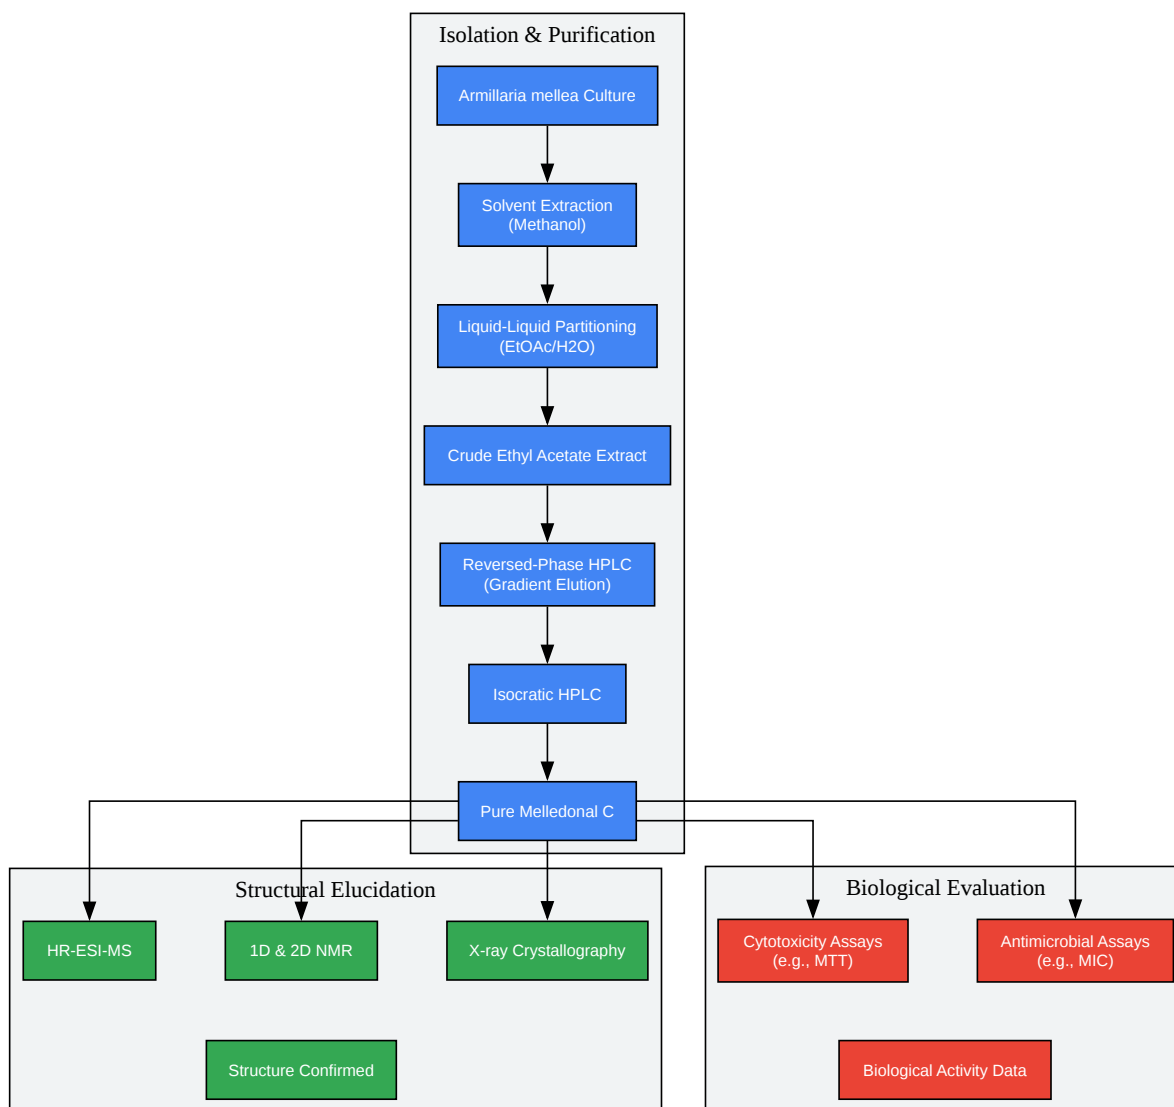 Isolation & Purification
Armillaria mellea Culture
Solvent Extraction
(Methanol)
Liquid-Liquid Partitioning
(EtOAc/H2O)
Crude Ethyl Acetate Extract
Reversed-Phase HPLC
(Gradient Elution)
Isocratic HPLC
Pure Melledonal C
Structural Elucidation
HR-ESI-MS
1D & 2D NMR
X-ray Crystallography
Structure Confirmed
Biological Evaluation
Cytotoxicity Assays
(e.g., MTT)
Antimicrobial Assays
(e.g., MIC)
Biological Activity Data